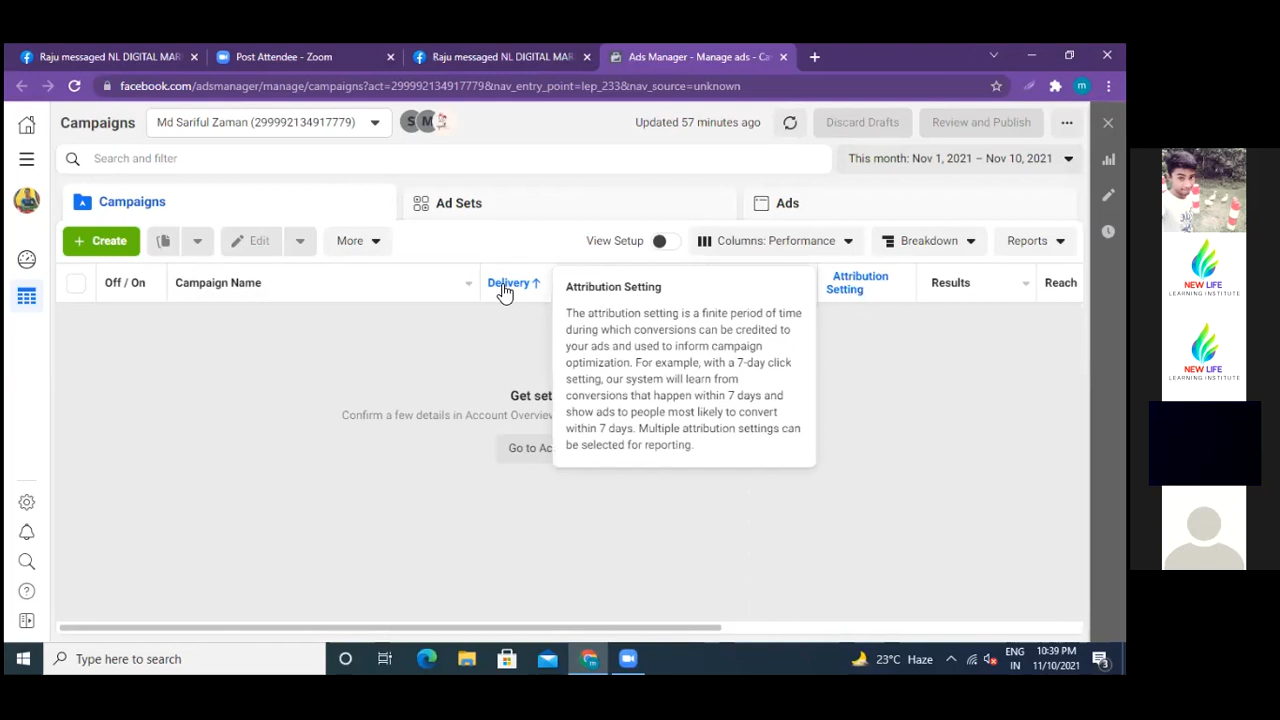 Raju messaged NL DIGITAL MAR
Post Attendee - Zoom
Raju messaged NL DIGITAL MAR
Ads Manager - Manage ads - Ca
facebook.com/adsmanager/manage/campaigns?act=299992134917779&nav_entry_point=lep_233&nav_source=unknown
m
Campaigns
Md Sariful Zaman (299992134917779)
S
M
Updated 57 minutes ago
Discard Drafts
Review and Publish
Search and filter
This month: Nov 1, 2021 – Nov 10, 2021
Campaigns
Ad Sets
Ads
+ Create
Edit
More
View Setup
Columns: Performance
Breakdown
Reports
Off / On
Campaign Name
Delivery ↑
Attribution
Setting
Results
Reach
Attribution Setting
The attribution setting is a finite period of time
during which conversions can be credited to
your ads and used to inform campaign
optimization. For example, with a 7-day click
setting, our system will learn from
conversions that happen within 7 days and
show ads to people most likely to convert
within 7 days. Multiple attribution settings can
be selected for reporting.
Get set
Confirm a few details in Account Overvie
Go to Ac
NEW LIFE
LEARNING INSTITUTE
NEW LIFE
LEARNING INSTITUTE
Type here to search
23°C Haze
ENG
IN
10:39 PM
11/10/2021
3